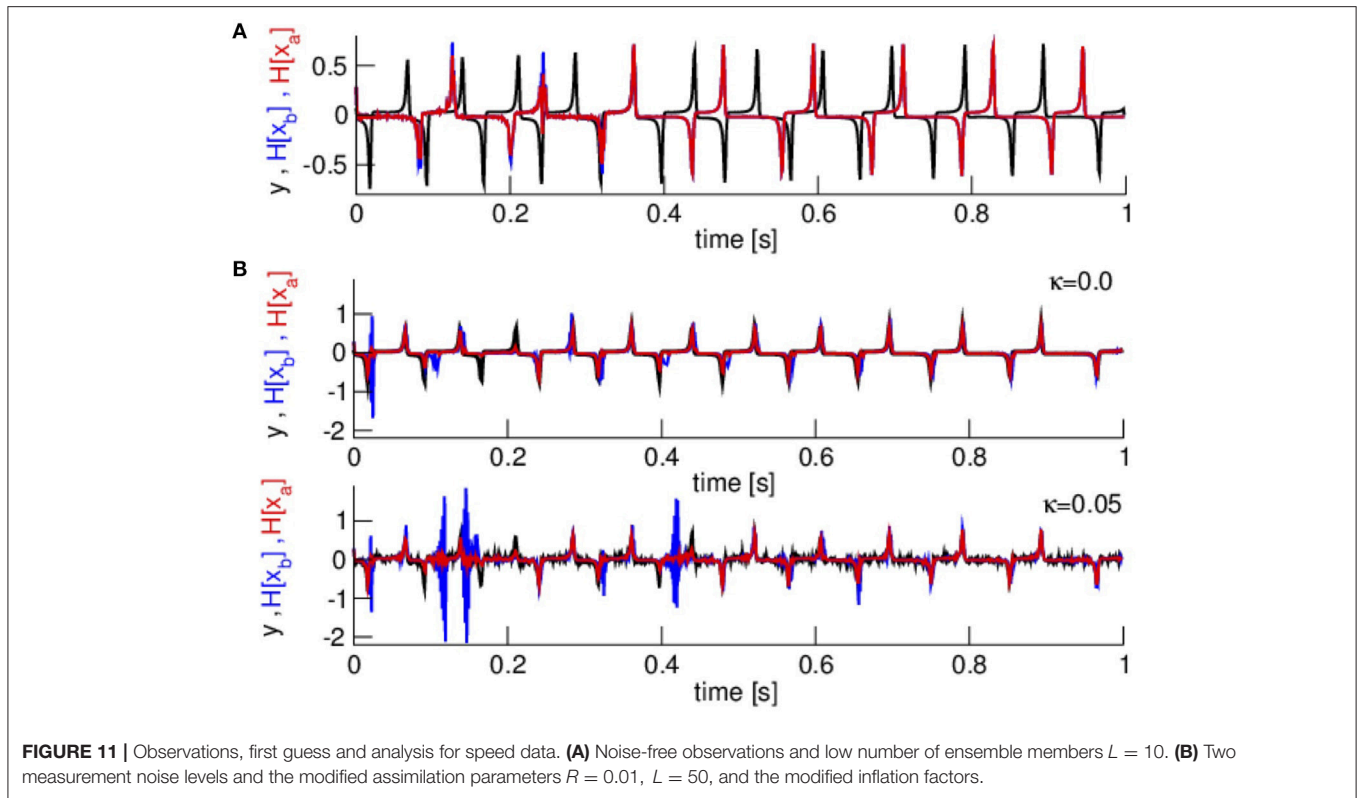 A
y , H[x_b] , H[x_a]
0.5
0
-0.5
0 0.2 0.4 0.6 0.8 1
time [s]
B
κ=0.0
y , H[x_b] , H[x_a]
1
0
-1
-2
0 0.2 0.4 0.6 0.8 1
time [s]
κ=0.05
y , H[x_b] , H[x_a]
1
0
-1
-2
0 0.2 0.4 0.6 0.8 1
time [s]
FIGURE 11 | Observations, first guess and analysis for speed data. (A) Noise-free observations and low number of ensemble members L = 10. (B) Two
measurement noise levels and the modified assimilation parameters R = 0.01, L = 50, and the modified inflation factors.